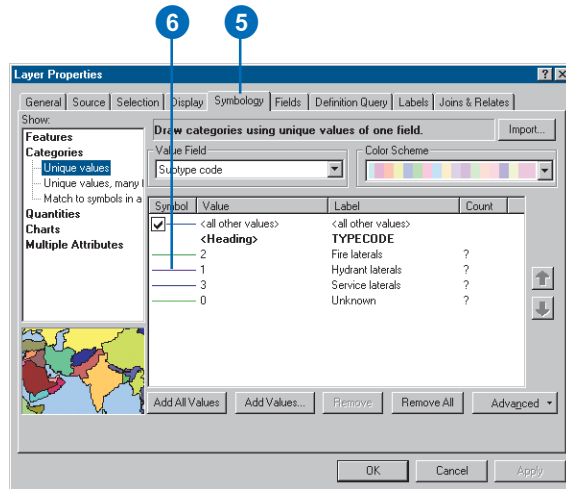 6 5
Layer Properties
General Source Selection Display Symbology Fields Definition Query Labels Joins & Relates
Show:
Features
Categories
Unique values
Unique values, many
Match to symbols in a
Quantities
Charts
Multiple Attributes
Draw categories using unique values of one field.
Import...
Value Field
Subtype code
Color Scheme
Symbol Value Label Count
<all other values> <all other values>
<Heading> TYPECODE
2 Fire laterals ?
1 Hydrant laterals ?
3 Service laterals ?
0 Unknown ?
Add All Values Add Values... Remove Remove All Advanced
OK Cancel Apply